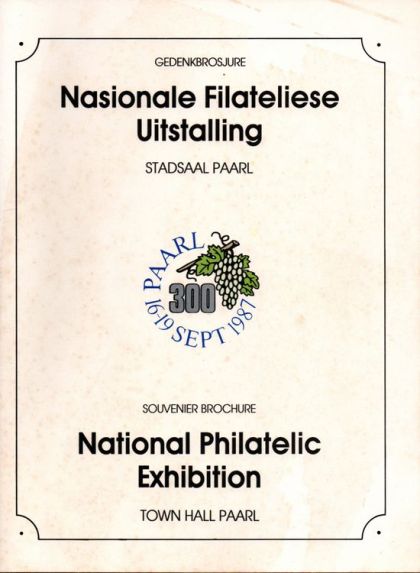 GEDENKBROSJURE
Nasionale Filateliese
Uitstalling
STADSAAL PAARL
PAARL
300
16-19 SEPT 1987
SOUVENIER BROCHURE
National Philatelic
Exhibition
TOWN HALL PAARL